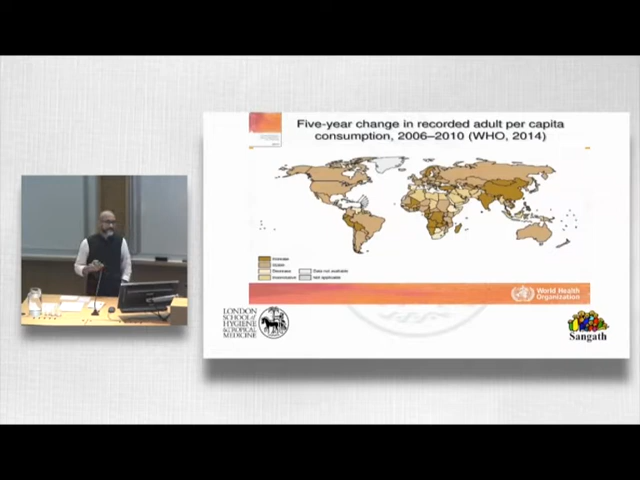 Five-year change in recorded adult per capita
consumption, 2006–2010 (WHO, 2014)
Increase
Stable
Decrease
Inconclusive
Data not available
Not applicable
World Health
Organization
LONDON
SCHOOL of
HYGIENE
& TROPICAL
MEDICINE
Sangath